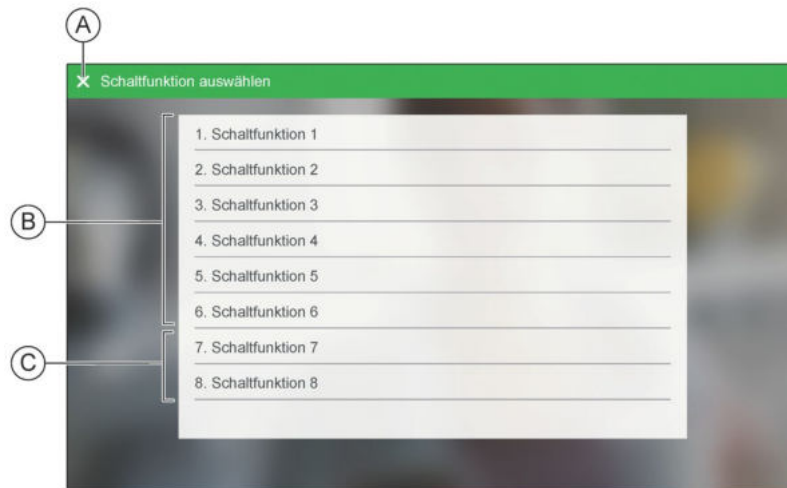 A
✕ Schaltfunktion auswählen
1. Schaltfunktion 1
2. Schaltfunktion 2
3. Schaltfunktion 3
B
4. Schaltfunktion 4
5. Schaltfunktion 5
6. Schaltfunktion 6
7. Schaltfunktion 7
C
8. Schaltfunktion 8